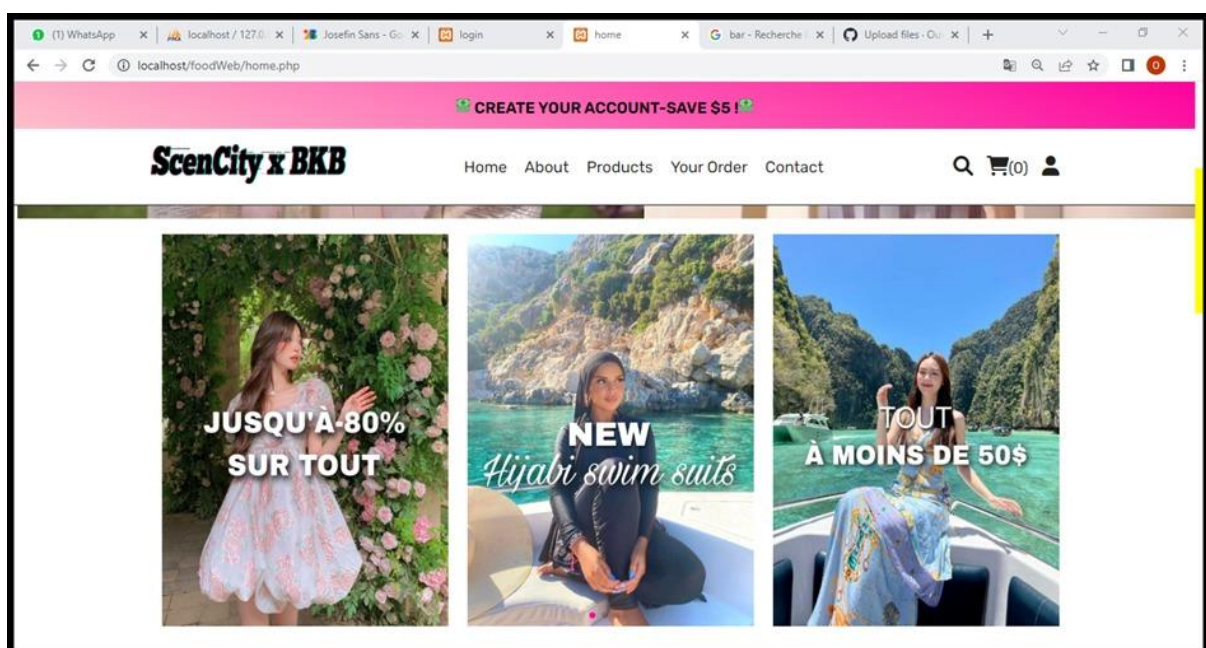 (1) WhatsApp
localhost / 127.0.
Josefin Sans - Go
login
home
bar - Recherche
Upload files · Ou
localhost/foodWeb/home.php
O
CREATE YOUR ACCOUNT-SAVE $5 !
ScenCity x BKB
Home About Products Your Order Contact
(0)
JUSQU'À-80%
SUR TOUT
NEW
Hijabi swim suits
TOUT
À MOINS DE 50$